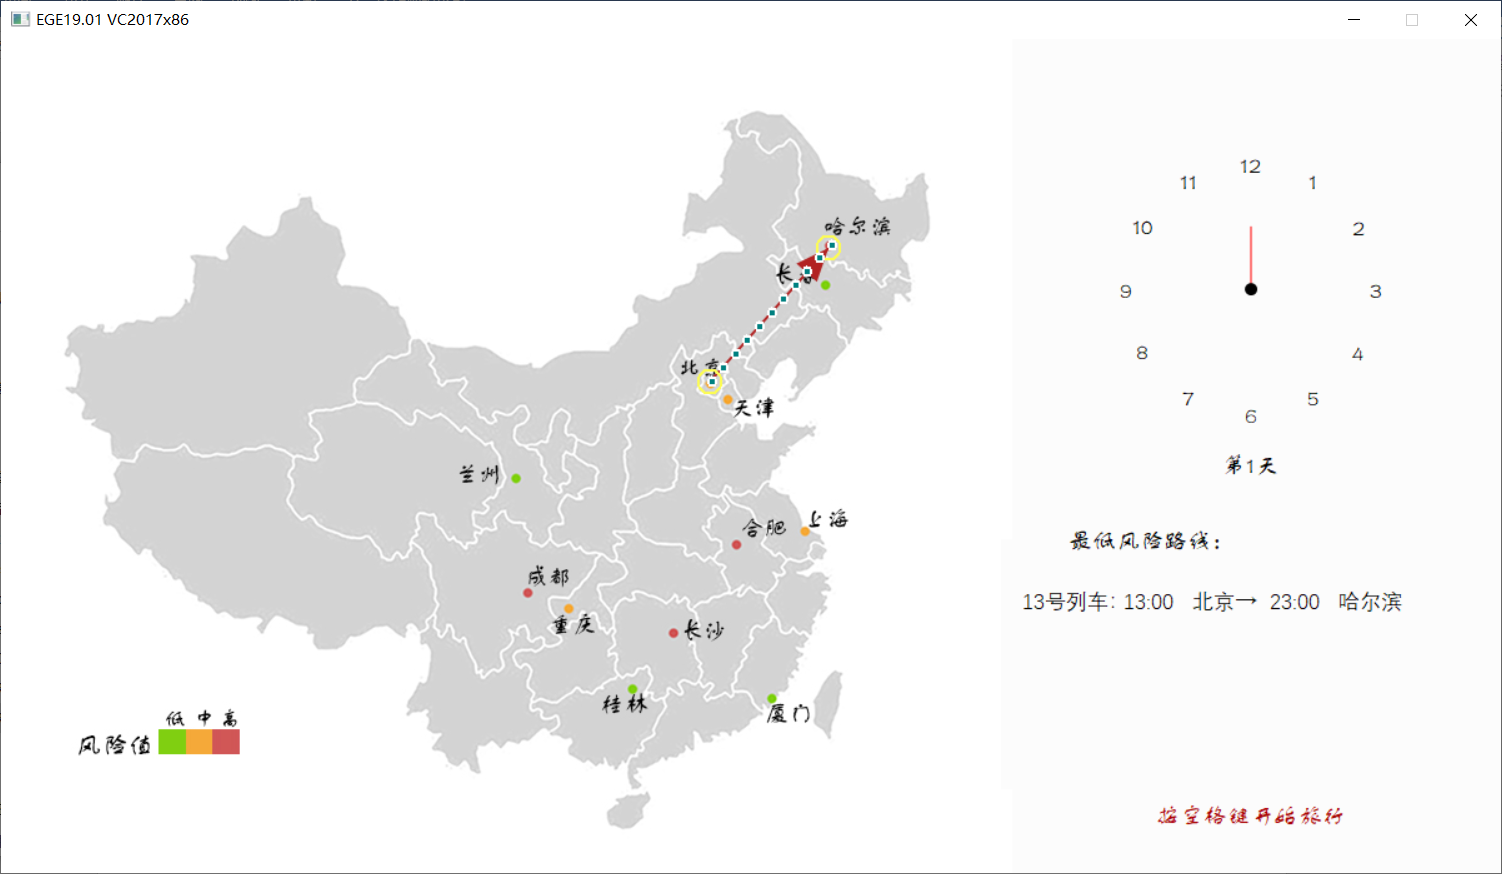 EGE19.01 VC2017x86
哈尔滨
长
北京
天津
兰州
合肥
上海
成都
重庆
长沙
桂林
厦门
低 中 高
风险值
12
11
1
10
2
9
3
8
4
7
5
6
第1天
最低风险路线：
13号列车: 13:00 北京→ 23:00 哈尔滨
按空格键开始旅行